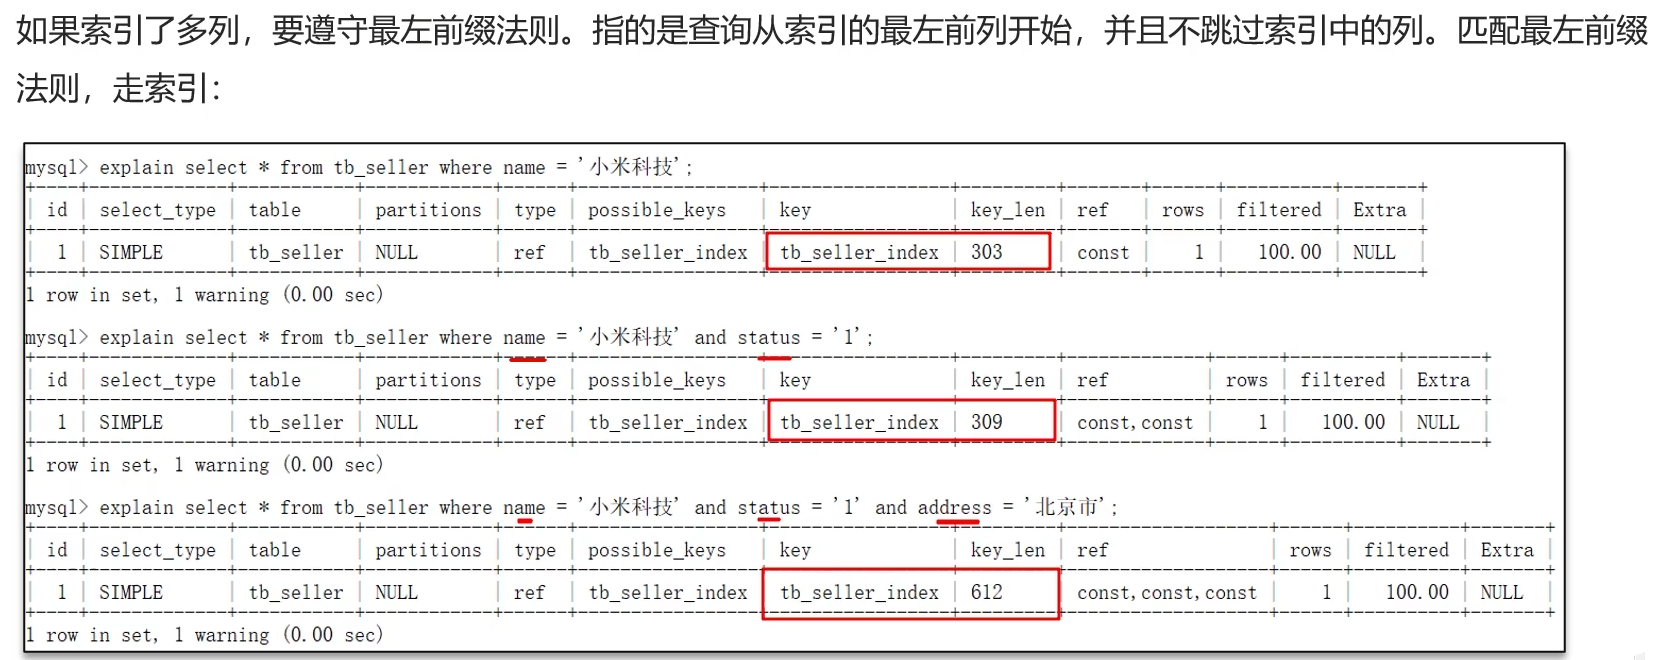 如果索引了多列，要遵守最左前缀法则。指的是查询从索引的最左前列开始，并且不跳过索引中的列。匹配最左前缀
法则，走索引：
mysql> explain select * from tb_seller where name = '小米科技';
+----+-------------+-----------+------------+------+-----------------+-----------------+---------+-------+------+----------+-------+
| id | select_type | table | partitions | type | possible_keys | key | key_len | ref | rows | filtered | Extra |
+----+-------------+-----------+------------+------+-----------------+-----------------+---------+-------+------+----------+-------+
| 1 | SIMPLE | tb_seller | NULL | ref | tb_seller_index | tb_seller_index | 303 | const | 1 | 100.00 | NULL |
+----+-------------+-----------+------------+------+-----------------+-----------------+---------+-------+------+----------+-------+
1 row in set, 1 warning (0.00 sec)
mysql> explain select * from tb_seller where name = '小米科技' and status = '1';
+----+-------------+-----------+------------+------+-----------------+-----------------+---------+-------------+------+----------+-------+
| id | select_type | table | partitions | type | possible_keys | key | key_len | ref | rows | filtered | Extra |
+----+-------------+-----------+------------+------+-----------------+-----------------+---------+-------------+------+----------+-------+
| 1 | SIMPLE | tb_seller | NULL | ref | tb_seller_index | tb_seller_index | 309 | const,const | 1 | 100.00 | NULL |
+----+-------------+-----------+------------+------+-----------------+-----------------+---------+-------------+------+----------+-------+
1 row in set, 1 warning (0.00 sec)
mysql> explain select * from tb_seller where name = '小米科技' and status = '1' and address = '北京市';
+----+-------------+-----------+------------+------+-----------------+-----------------+---------+-------------------+------+----------+-------+
| id | select_type | table | partitions | type | possible_keys | key | key_len | ref | rows | filtered | Extra |
+----+-------------+-----------+------------+------+-----------------+-----------------+---------+-------------------+------+----------+-------+
| 1 | SIMPLE | tb_seller | NULL | ref | tb_seller_index | tb_seller_index | 612 | const,const,const | 1 | 100.00 | NULL |
+----+-------------+-----------+------------+------+-----------------+-----------------+---------+-------------------+------+----------+-------+
1 row in set, 1 warning (0.00 sec)